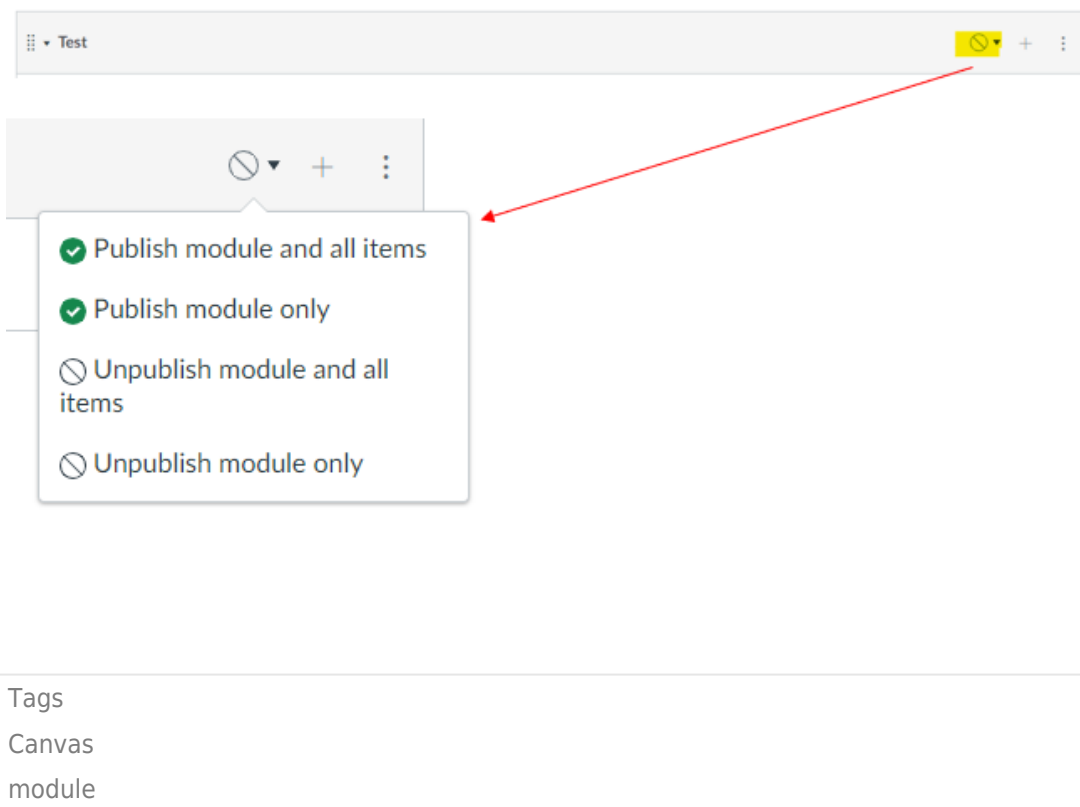 Test
Publish module and all items
Publish module only
Unpublish module and all
items
Unpublish module only
Tags
Canvas
module